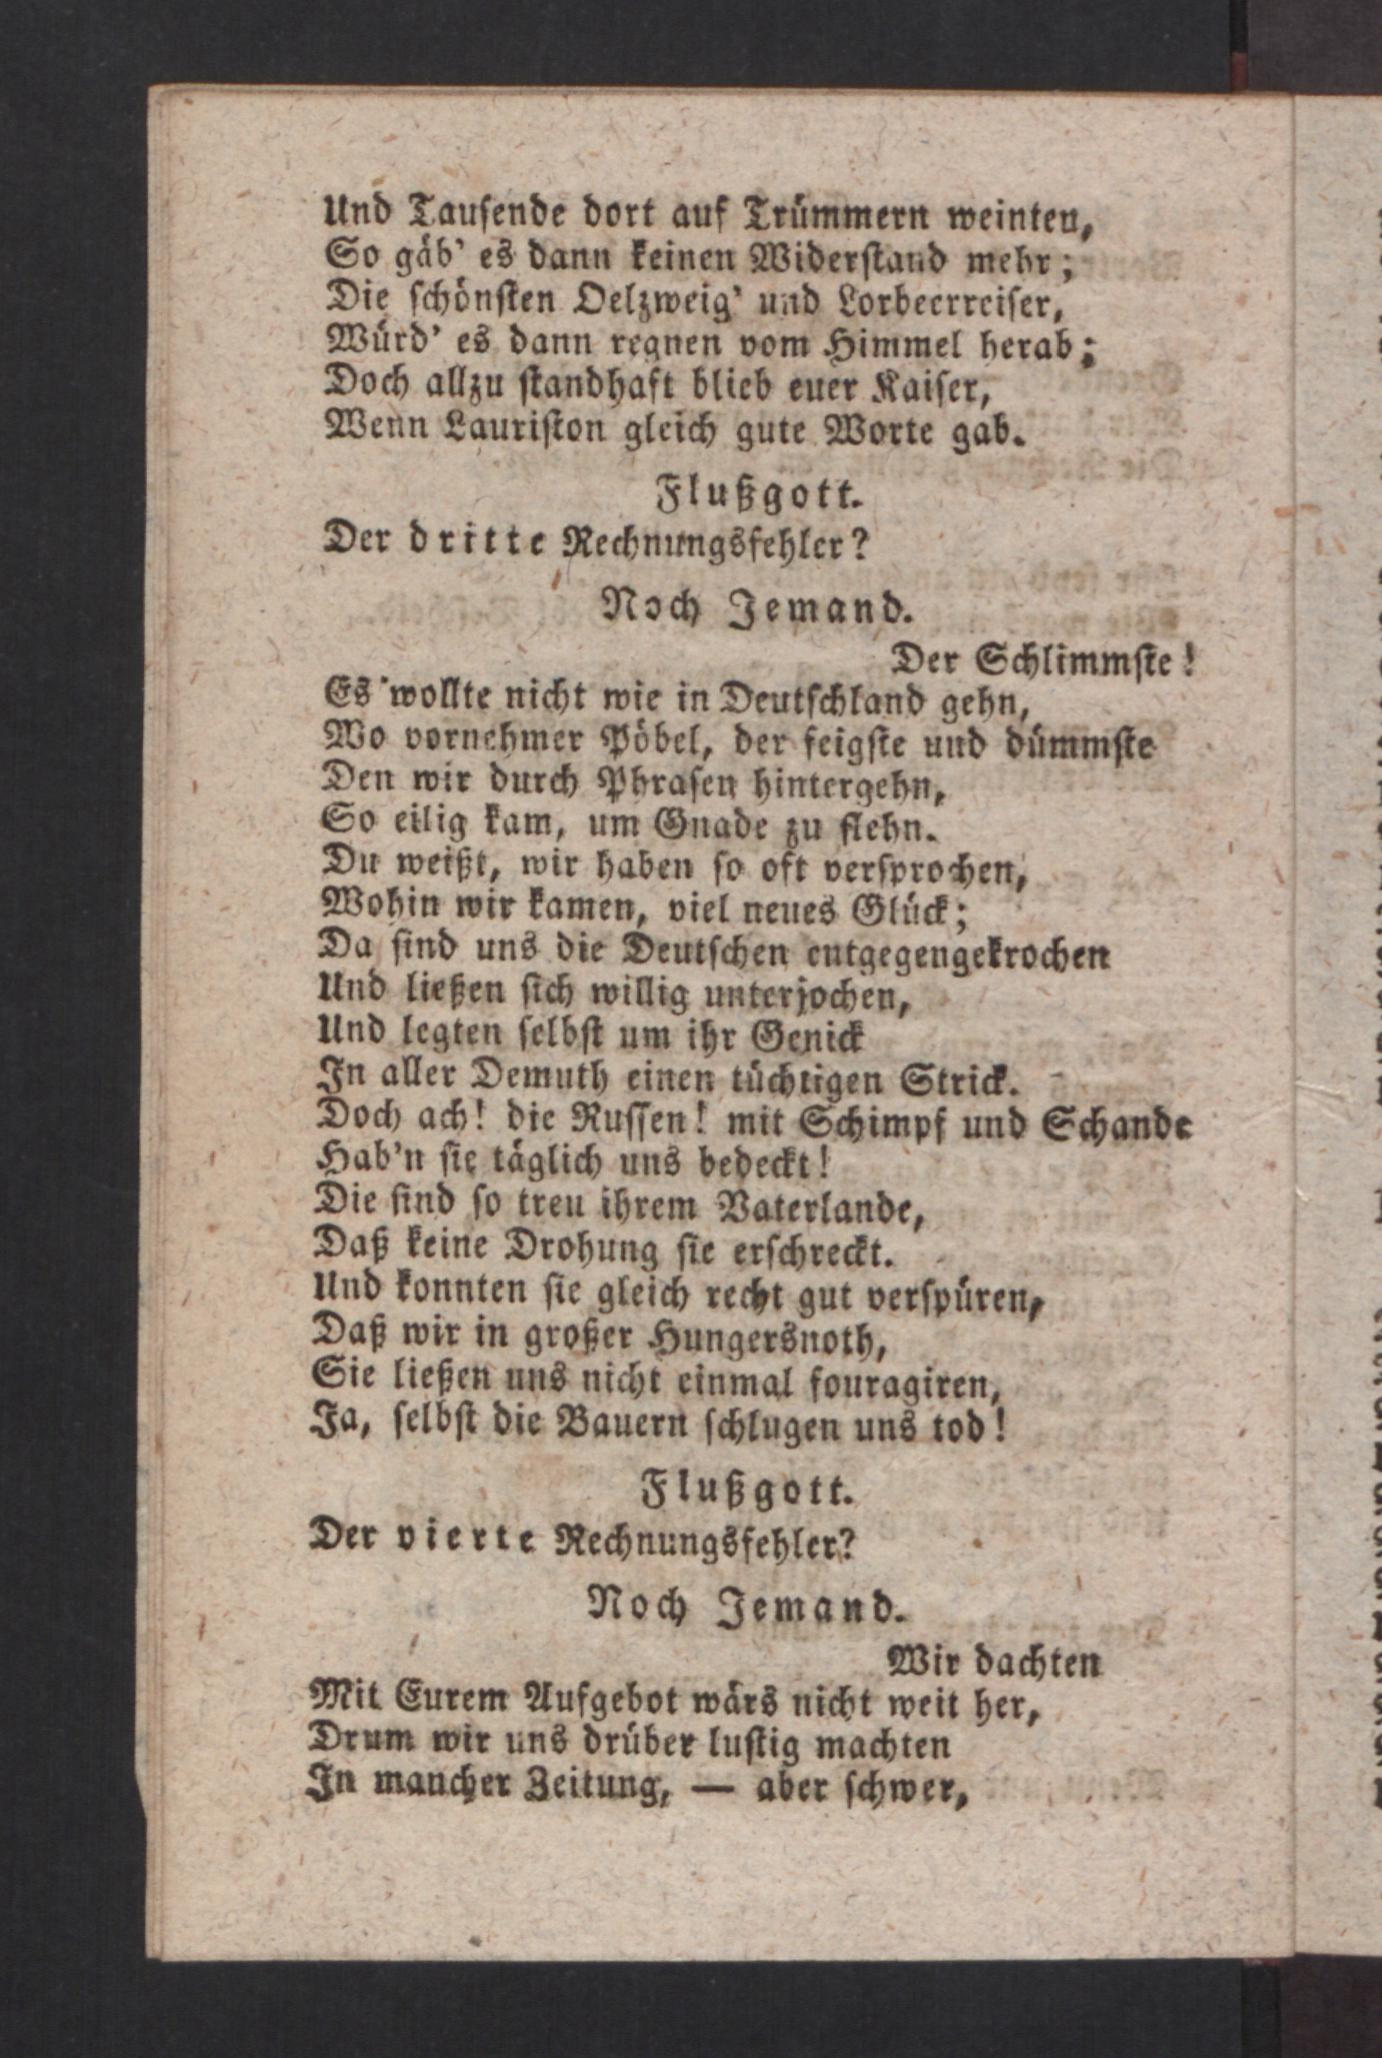 Und Tausende dort auf Trümmern weinten,
So gäb' es dann keinen Widerstand mehr;
Die schönsten Oelzweig' und Lorbeerreiser,
Würd' es dann regnen vom Himmel herab;
Doch allzu standhaft blieb euer Kaiser,
Wenn Lauriston gleich gute Worte gab.
Flußgott.
Der dritte Rechnungsfehler?
Noch Jemand.
Der Schlimmste!
Es wollte nicht wie in Deutschland gehn,
Wo vornehmer Pöbel, der feigste und dümmste
Den wir durch Phrasen hintergehn,
So eilig kam, um Gnade zu flehn.
Du weißt, wir haben so oft versprochen,
Wohin wir kamen, viel neues Glück;
Da sind uns die Deutschen entgegengekrochen
Und ließen sich willig unterjochen,
Und legten selbst um ihr Genick
In aller Demuth einen tüchtigen Strick.
Doch ach! die Russen! mit Schimpf und Schande
Hab'n sie täglich uns bedeckt!
Die sind so treu ihrem Vaterlande,
Daß keine Drohung sie erschreckt.
Und konnten sie gleich recht gut verspüren,
Daß wir in großer Hungersnoth,
Sie ließen uns nicht einmal fouragiren,
Ja, selbst die Bauern schlugen uns tod!
Flußgott.
Der vierte Rechnungsfehler?
Noch Jemand.
Wir dachten
Mit Eurem Aufgebot wärs nicht weit her,
Drum wir uns drüber lustig machten
In mancher Zeitung, — aber schwer,